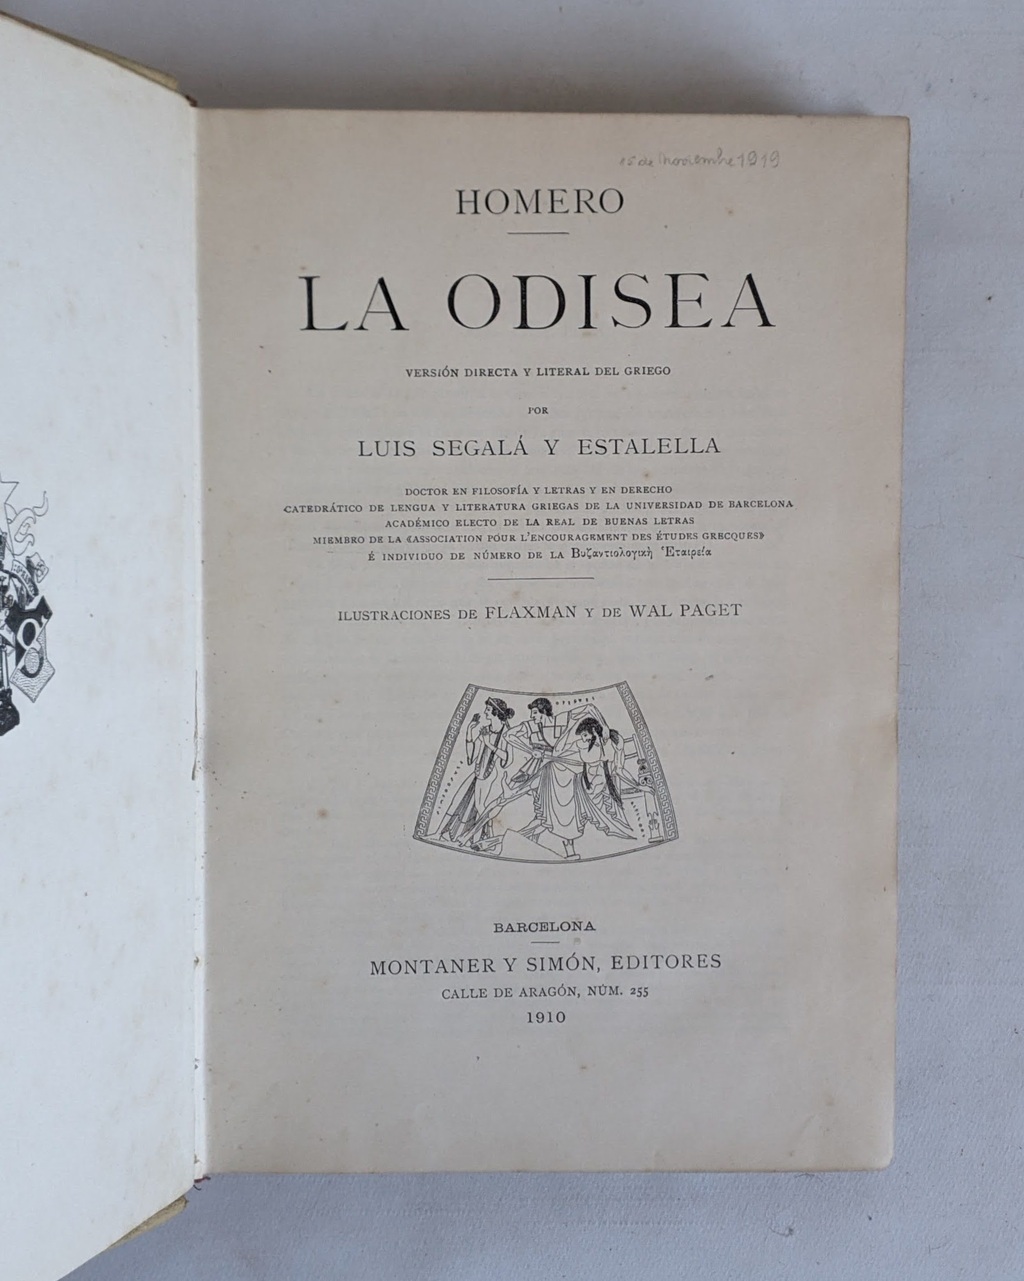 15 de Noviembre 1919
HOMERO
LA ODISEA
VERSIÓN DIRECTA Y LITERAL DEL GRIEGO
POR
LUIS SEGALÁ Y ESTALELLA
DOCTOR EN FILOSOFÍA Y LETRAS Y EN DERECHO
CATEDRÁTICO DE LENGUA Y LITERATURA GRIEGAS DE LA UNIVERSIDAD DE BARCELONA
ACADÉMICO ELECTO DE LA REAL DE BUENAS LETRAS
MIEMBRO DE LA «ASSOCIATION POUR L'ENCOURAGEMENT DES ÉTUDES GRECQUES»
É INDIVIDUO DE NÚMERO DE LA Βυζαντιολογικὴ Ἑταιρεία
ILUSTRACIONES DE FLAXMAN Y DE WAL PAGET
BARCELONA
MONTANER Y SIMÓN, EDITORES
CALLE DE ARAGÓN, NÚM. 255
1910